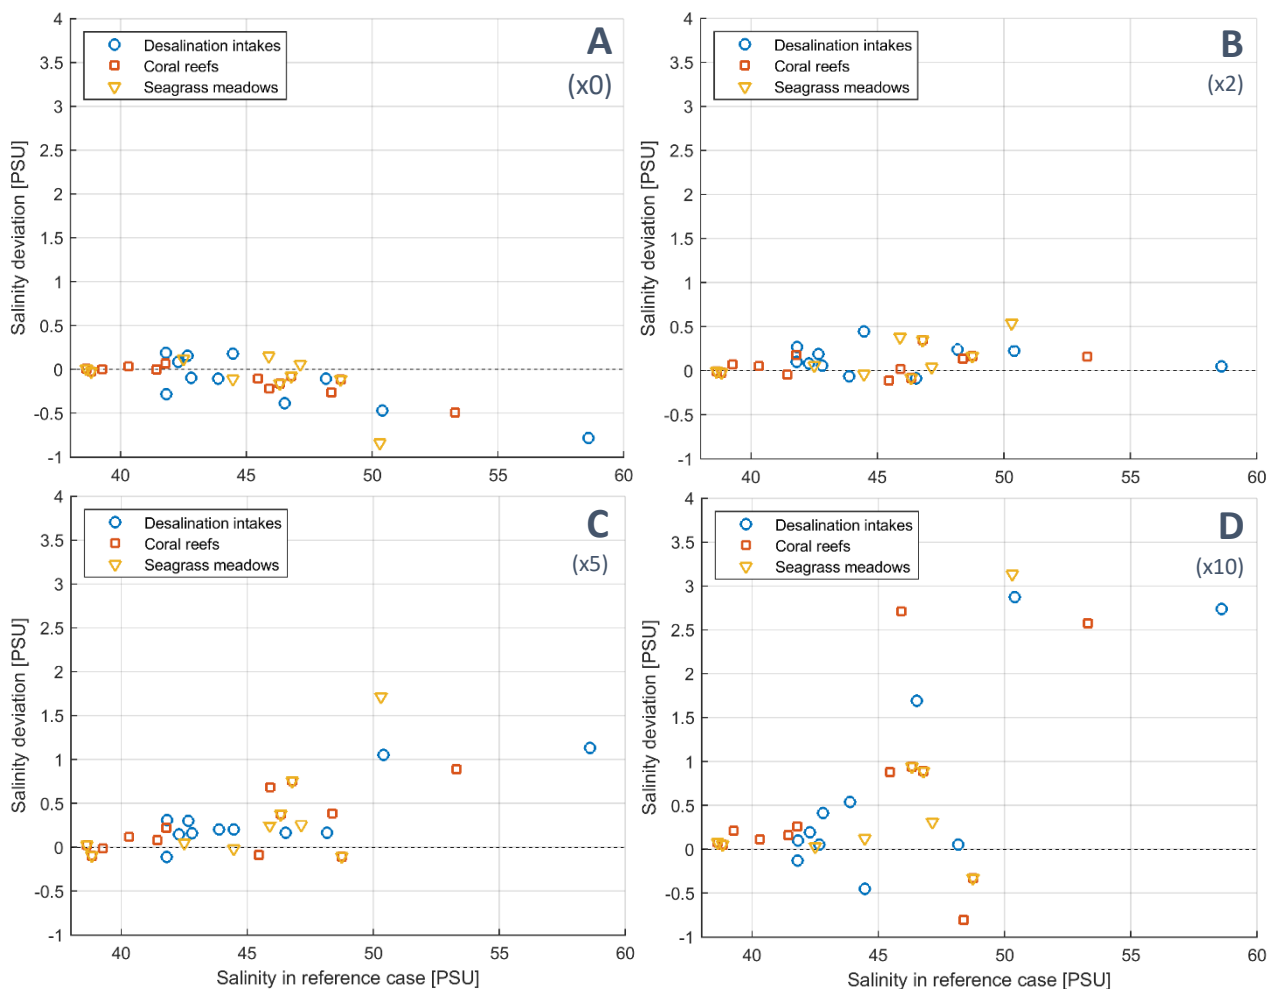 A
(x0)
Desalination intakes
Coral reefs
Seagrass meadows
Salinity deviation [PSU]
4
3.5
3
2.5
2
1.5
1
0.5
0
-0.5
-1
40
45
50
55
60
B
(x2)
Desalination intakes
Coral reefs
Seagrass meadows
Salinity deviation [PSU]
4
3.5
3
2.5
2
1.5
1
0.5
0
-0.5
-1
40
45
50
55
60
C
(x5)
Desalination intakes
Coral reefs
Seagrass meadows
Salinity deviation [PSU]
4
3.5
3
2.5
2
1.5
1
0.5
0
-0.5
-1
40
45
50
55
60
Salinity in reference case [PSU]
D
(x10)
Desalination intakes
Coral reefs
Seagrass meadows
Salinity deviation [PSU]
4
3.5
3
2.5
2
1.5
1
0.5
0
-0.5
-1
40
45
50
55
60
Salinity in reference case [PSU]